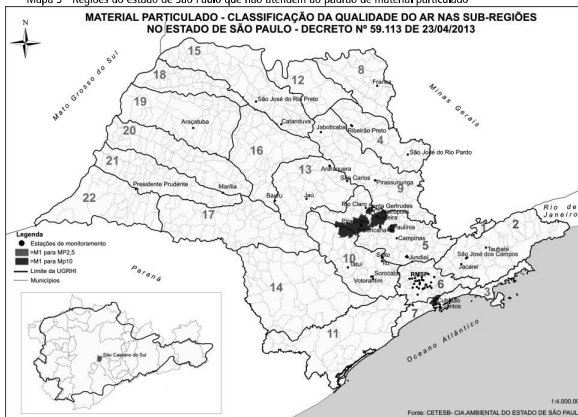 Mapa 3 - Regiões do estado de São Paulo que não atendem ao padrão de material particulado
MATERIAL PARTICULADO - CLASSIFICAÇÃO DA QUALIDADE DO AR NAS SUB-REGIÕES
NO ESTADO DE SÃO PAULO - DECRETO Nº 59.113 DE 23/04/2013
N
Mato Grosso do Sul
Minas Gerais
15
18
12
8
Franca
19
São José do Rio Preto
Catanduva
Jaboticaba
Ribeirão Preto
4
Araçatuba
20
16
São José do Rio Pardo
21
13
Araraquara
São Carlos
Pirassununga
9
22
Presidente Prudente
Marília
Bauru
Jaú
Rio Claro
Santa Gertrudes
17
Paulínia
Campinas
5
Rio de
Janeiro
1
2
Taubaté
São José dos Campos
Jacareí
Jundiaí
10
Tatuí
Salto
Itu
Sorocaba
Votorantim
RMSP
6
3
Cubatão
Santos
7
14
11
Paraná
Oceano Atlântico
Legenda
Estações de monitoramento
>M1 para MP2,5
>M1 para Mp10
Limite da UGRHI
Municípios
São Caetano do Sul
1:4.000.00
Fonte: CETESB- CIA.AMBIENTAL DO ESTADO DE SÃO PAUL